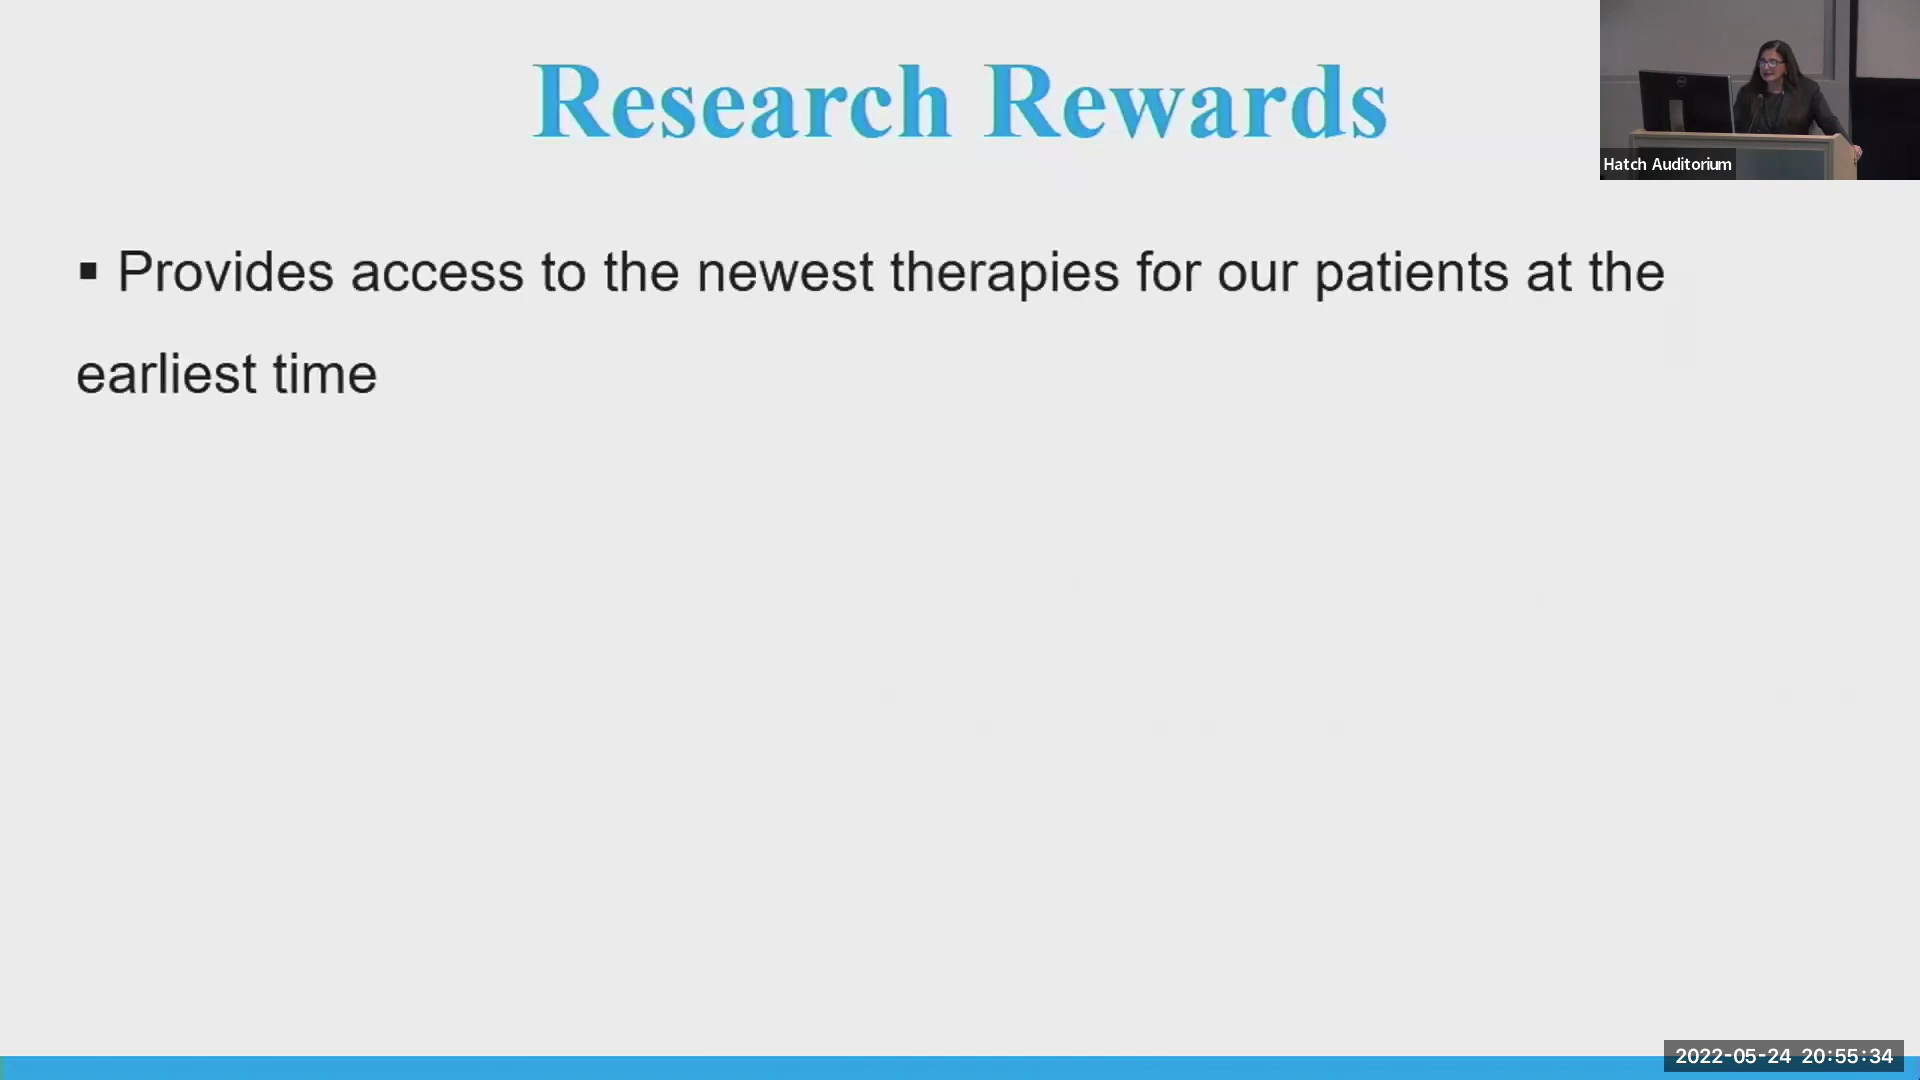 Research Rewards
Hatch Auditorium
▪ Provides access to the newest therapies for our patients at the
earliest time
2022-05-24 20:55:34